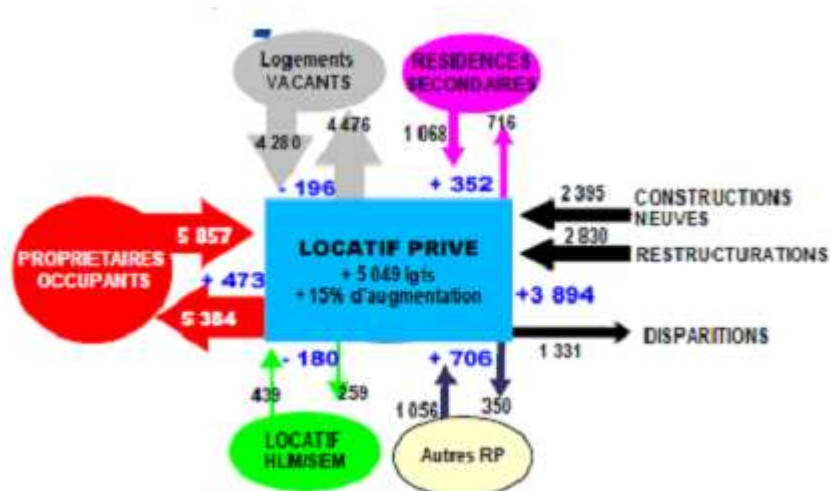 Logements
VACANTS
RESIDENCES
SECONDAIRES
4 280
4 476
1 068
716
- 196
+ 352
2 395
CONSTRUCTIONS
NEUVES
5 857
2 830
RESTRUCTURATIONS
PROPRIETAIRES
OCCUPANTS
LOCATIF PRIVE
+ 5 049 lgts
+ 15% d'augmentation
+ 473
+3 894
5 384
DISPARITIONS
1 331
- 180
+ 706
439
259
1 056
350
LOCATIF
HLM/SEM
Autres RP